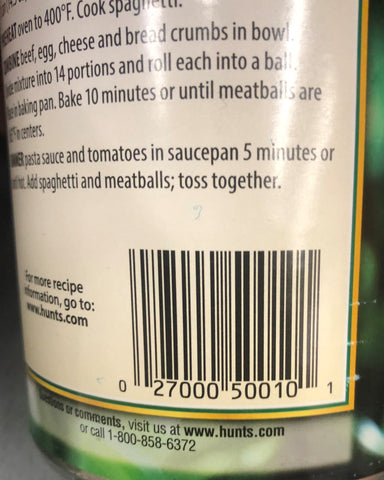 oven to 400°F. Cook spaghetti.
beef, egg, cheese and bread crumbs in bowl.
mixture into 14 portions and roll each into a ball.
in baking pan. Bake 10 minutes or until meatballs are
in centers.
pasta sauce and tomatoes in saucepan 5 minutes or
hot. Add spaghetti and meatballs; toss together.
For more recipe
information, go to:
www.hunts.com
0 27000 50010 1
Questions or comments, visit us at www.hunts.com
or call 1-800-858-6372